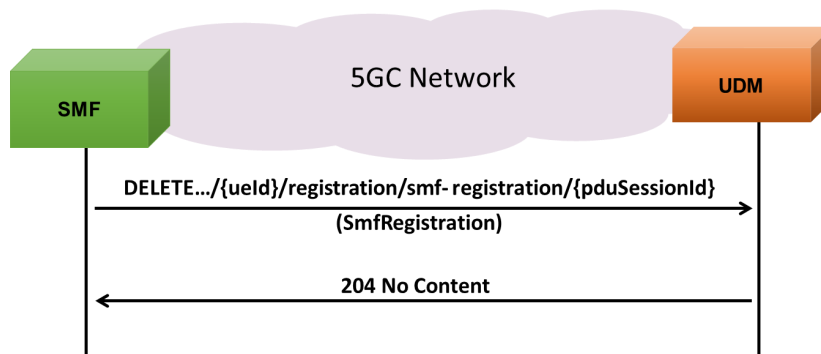 5GC Network
SMF
UDM
DELETE.../{ueId}/registration/smf-registration/{pduSessionId}
(SmfRegistration)
204 No Content